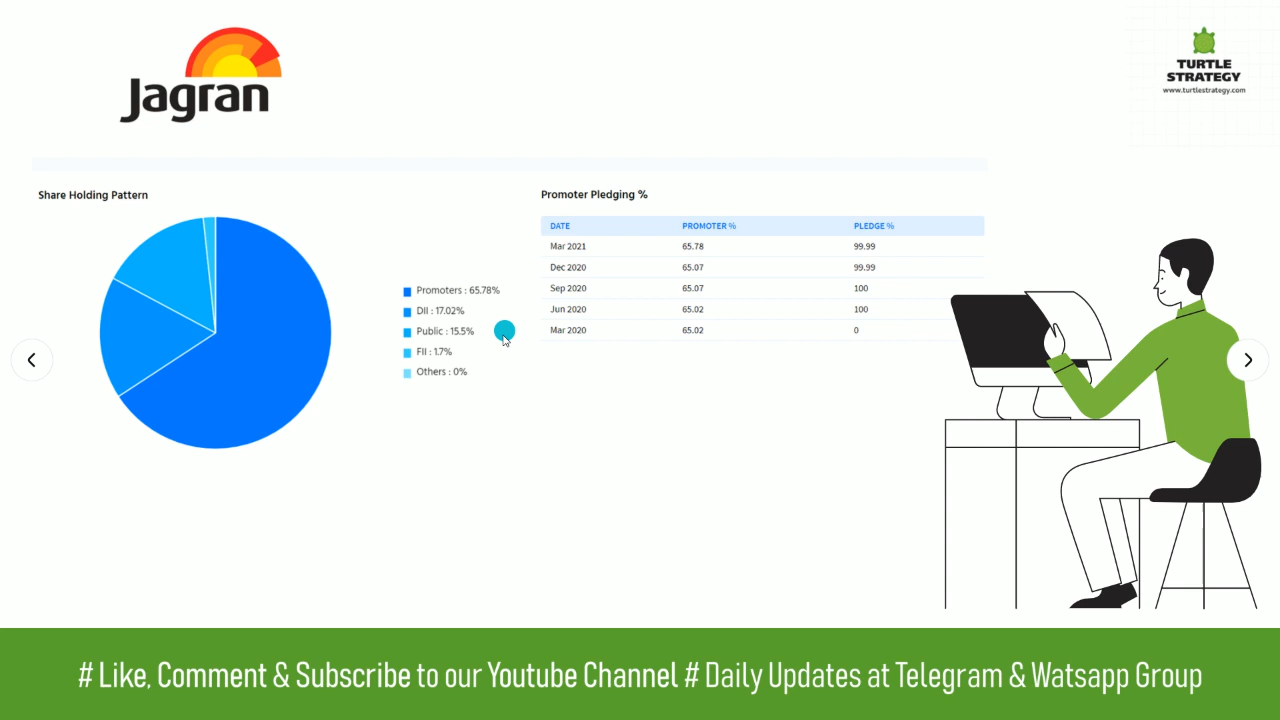 Jagran
TURTLE
STRATEGY
www.turtlestrategy.com
Share Holding Pattern
Promoters : 65.78%
DII : 17.02%
Public : 15.5%
FII : 1.7%
Others : 0%
Promoter Pledging %
DATE PROMOTER % PLEDGE %
Mar 2021 65.78 99.99
Dec 2020 65.07 99.99
Sep 2020 65.07 100
Jun 2020 65.02 100
Mar 2020 65.02 0
# Like, Comment & Subscribe to our Youtube Channel # Daily Updates at Telegram & Watsapp Group